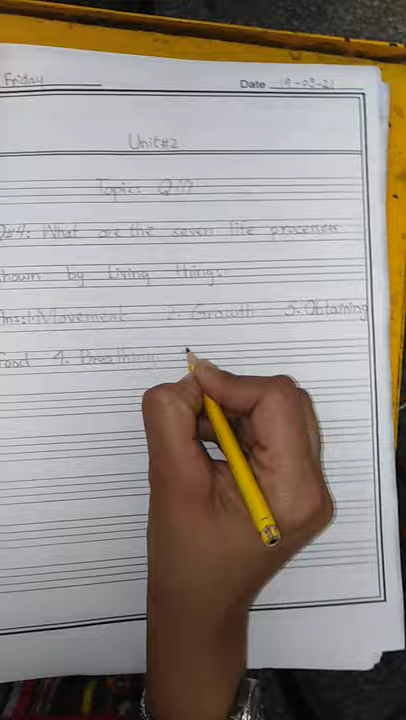 Friday Date 19-03-21
Unit#2
Topic: Q/A
Q#4: What are the seven life processes
shown by Living things.
Ans:1.Movement 2. Growth 3. Obtaining
food 4. Breathing